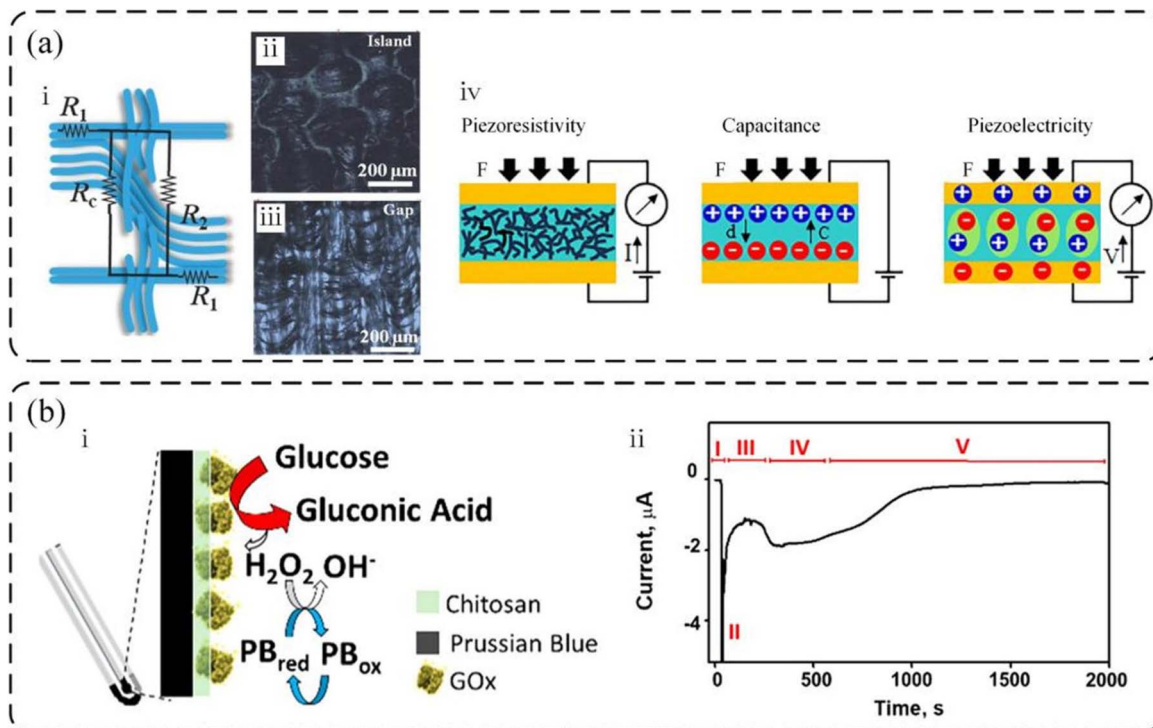 (a)
i
R1
Rc
R2
R1
ii
Island
200 μm
iii
Gap
200 μm
iv
Piezoresistivity
F
I
Capacitance
F
+ + + + + + +
d
C
- - - - - - -
Piezoelectricity
F
+ + + +
- - - -
+ + + +
- - - -
V
(b)
i
Glucose
Gluconic Acid
H2O2 OH-
PBred PBox
Chitosan
Prussian Blue
GOx
ii
I III IV V
II
0
-2
-4
Current, μA
0 500 1000 1500 2000
Time, s